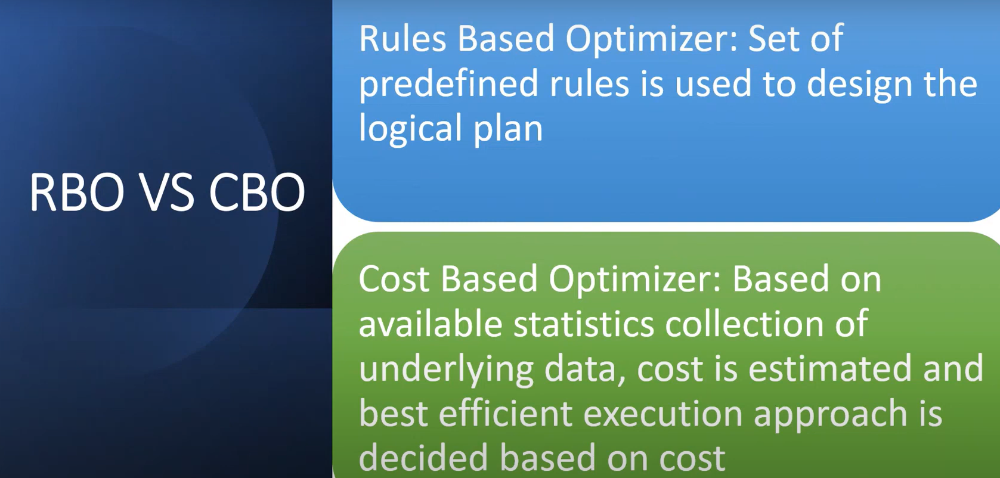 RBO VS CBO
Rules Based Optimizer: Set of
predefined rules is used to design the
logical plan
Cost Based Optimizer: Based on
available statistics collection of
underlying data, cost is estimated and
best efficient execution approach is
decided based on cost